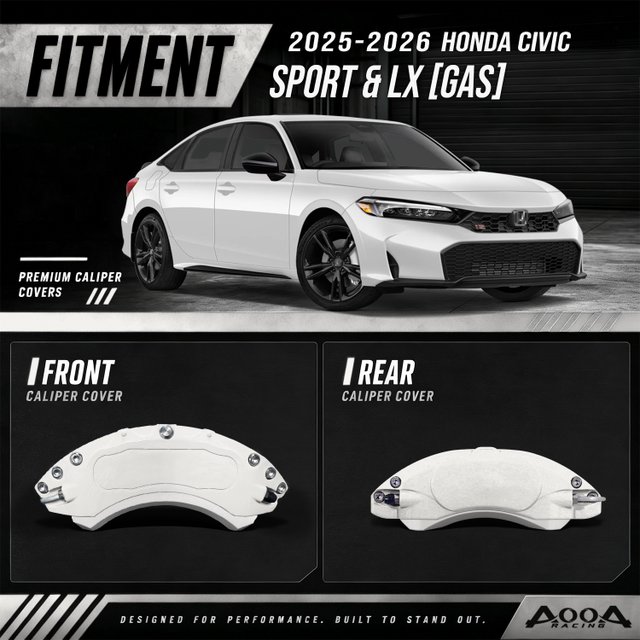 FITMENT
2025-2026 HONDA CIVIC
SPORT & LX [GAS]
PREMIUM CALIPER
COVERS
FRONT
CALIPER COVER
REAR
CALIPER COVER
DESIGNED FOR PERFORMANCE. BUILT TO STAND OUT.
AOOA
RACING